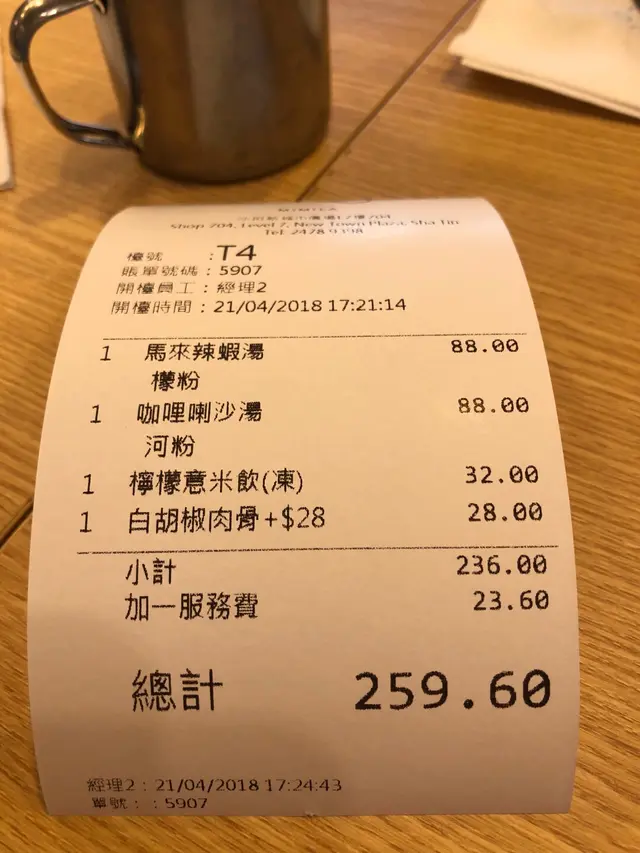 Shop 704, Level 7, New Town Plaza, Sha Tin
Tel: 2478 9398
檯號 : T4
賬單號碼 : 5907
開檯員工 : 經理2
開檯時間 : 21/04/2018 17:21:14
1 馬來辣蝦湯 88.00
檬粉
1 咖哩喇沙湯 88.00
河粉
1 檸檬意米飲(凍) 32.00
1 白胡椒肉骨+$28 28.00
小計 236.00
加一服務費 23.60
總計 259.60
經理2 : 21/04/2018 17:24:43
單號 : : 5907